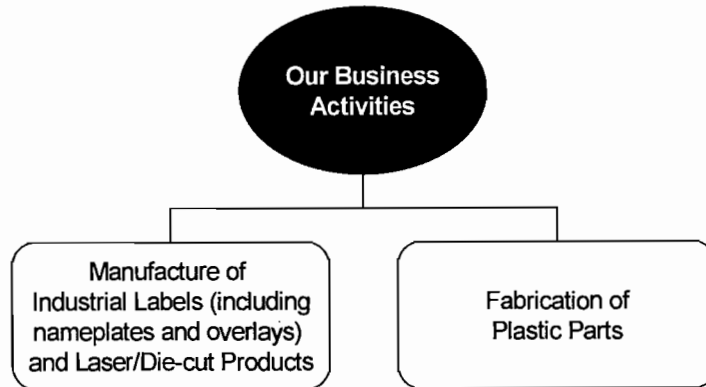 Our Business
Activities
Manufacture of
Industrial Labels (including
nameplates and overlays)
and Laser/Die-cut Products
Fabrication of
Plastic Parts